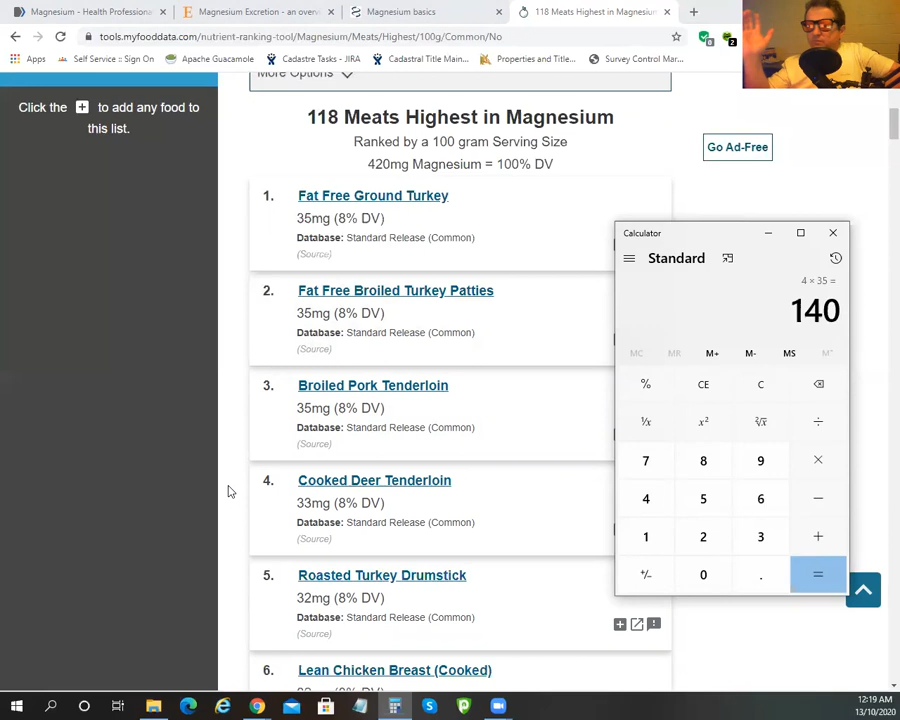 Magnesium - Health Professiona
Magnesium Excretion - an overvi
Magnesium basics
118 Meats Highest in Magnesium
tools.myfooddata.com/nutrient-ranking-tool/Magnesium/Meats/Highest/100g/Common/No
Apps
Self Service :: Sign On
Apache Guacamole
Cadastre Tasks - JIRA
Cadastral Title Main...
Properties and Title...
Survey Control Mar...
More Options
Click the + to add any food to
this list.
118 Meats Highest in Magnesium
Ranked by a 100 gram Serving Size
420mg Magnesium = 100% DV
Go Ad-Free
1. Fat Free Ground Turkey
35mg (8% DV)
Database: Standard Release (Common)
(Source)
2. Fat Free Broiled Turkey Patties
35mg (8% DV)
Database: Standard Release (Common)
(Source)
3. Broiled Pork Tenderloin
35mg (8% DV)
Database: Standard Release (Common)
(Source)
4. Cooked Deer Tenderloin
33mg (8% DV)
Database: Standard Release (Common)
(Source)
5. Roasted Turkey Drumstick
32mg (8% DV)
Database: Standard Release (Common)
(Source)
6. Lean Chicken Breast (Cooked)
Calculator
Standard
4 × 35 =
140
MC MR M+ M- MS M˅
% CE C
¹/x x² ²√x ÷
7 8 9 ×
4 5 6 −
1 2 3 +
+/− 0 . =
12:19 AM
13/10/2020